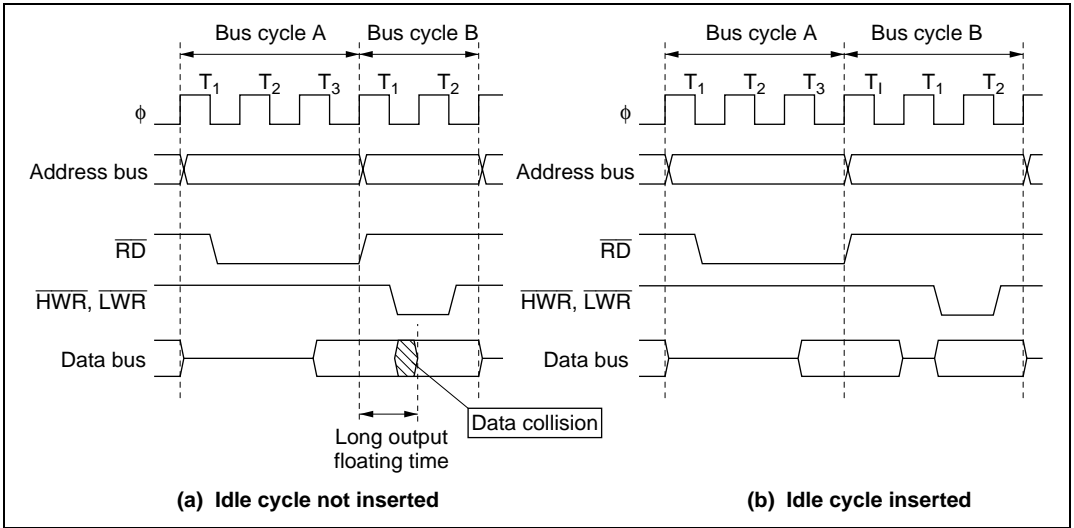 Bus cycle A Bus cycle B
T1 T2 T3 T1 T2
ϕ
Address bus
RD
HWR, LWR
Data bus
Data collision
Long output
floating time
(a) Idle cycle not inserted
Bus cycle A Bus cycle B
T1 T2 T3 TI T1 T2
ϕ
Address bus
RD
HWR, LWR
Data bus
(b) Idle cycle inserted